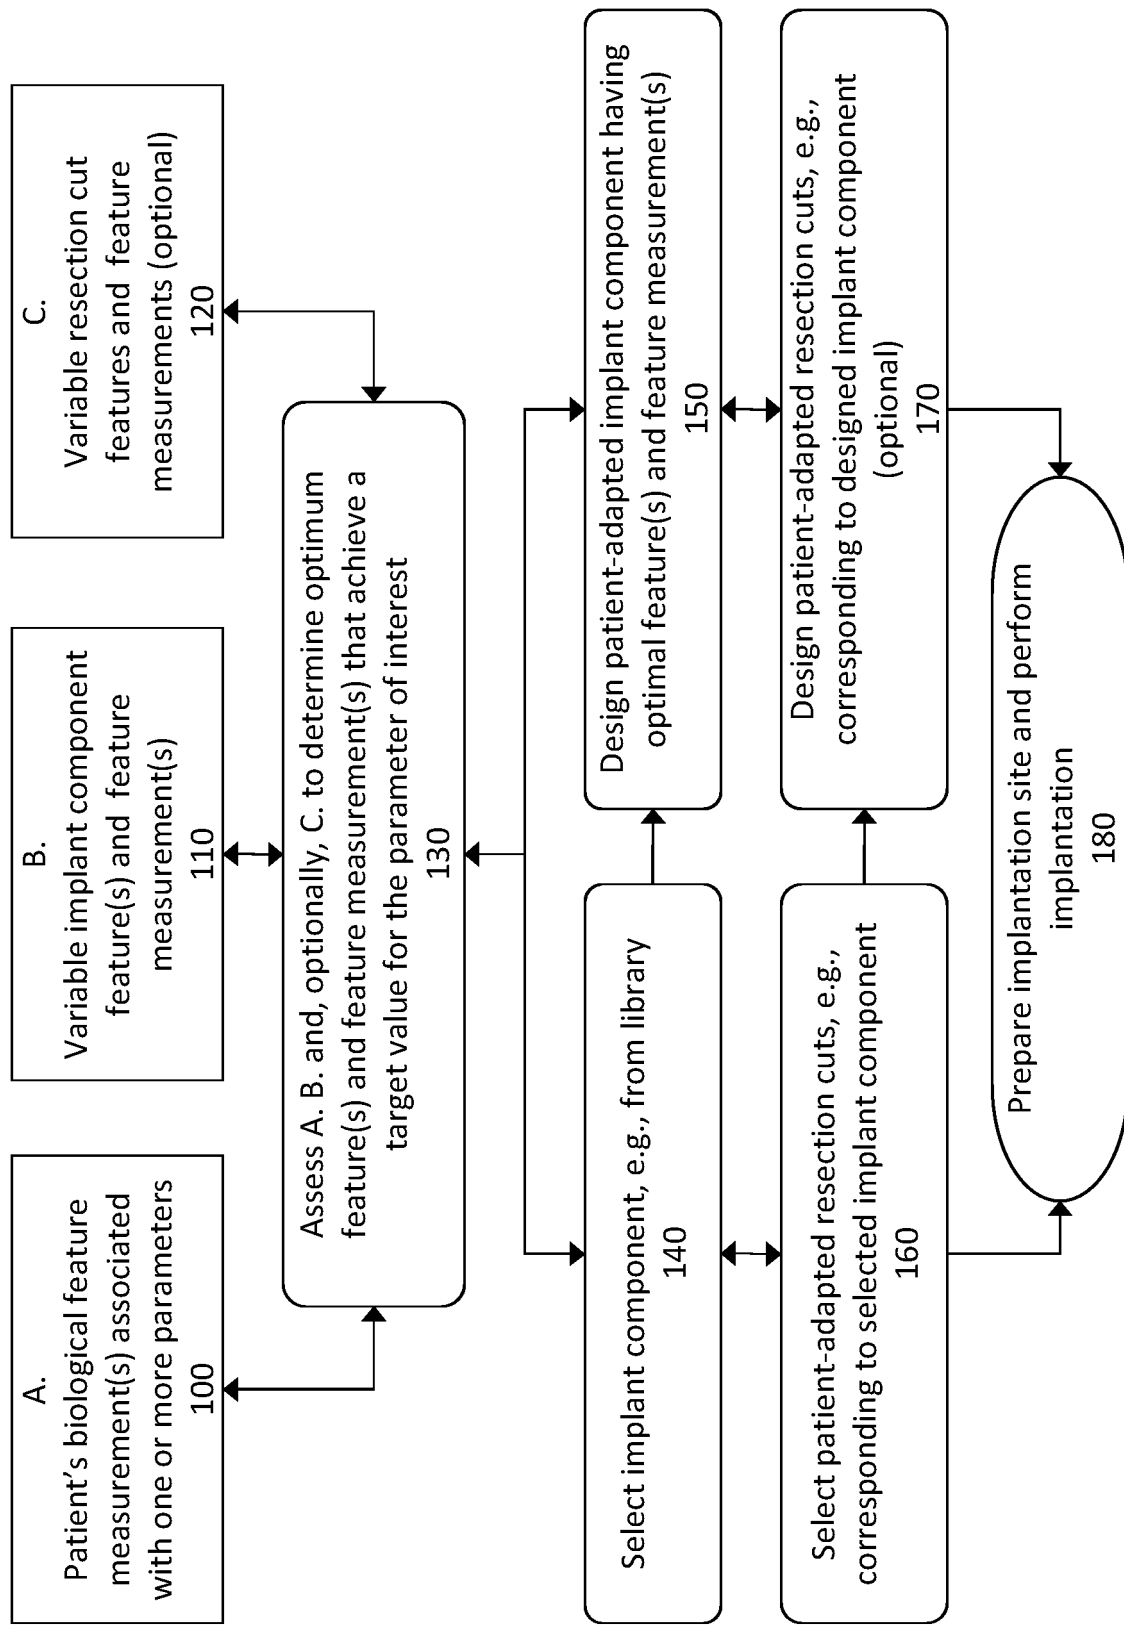 A.
Patient's biological feature
measurement(s) associated
with one or more parameters
100
B.
Variable implant component
feature(s) and feature
measurement(s)
110
C.
Variable resection cut
features and feature
measurements (optional)
120
Assess A. B. and, optionally, C. to determine optimum
feature(s) and feature measurement(s) that achieve a
target value for the parameter of interest
130
Select implant component, e.g., from library
140
Design patient-adapted implant component having
optimal feature(s) and feature measurement(s)
150
Select patient-adapted resection cuts, e.g.,
corresponding to selected implant component
160
Design patient-adapted resection cuts, e.g.,
corresponding to designed implant component
(optional)
170
Prepare implantation site and perform
implantation
180